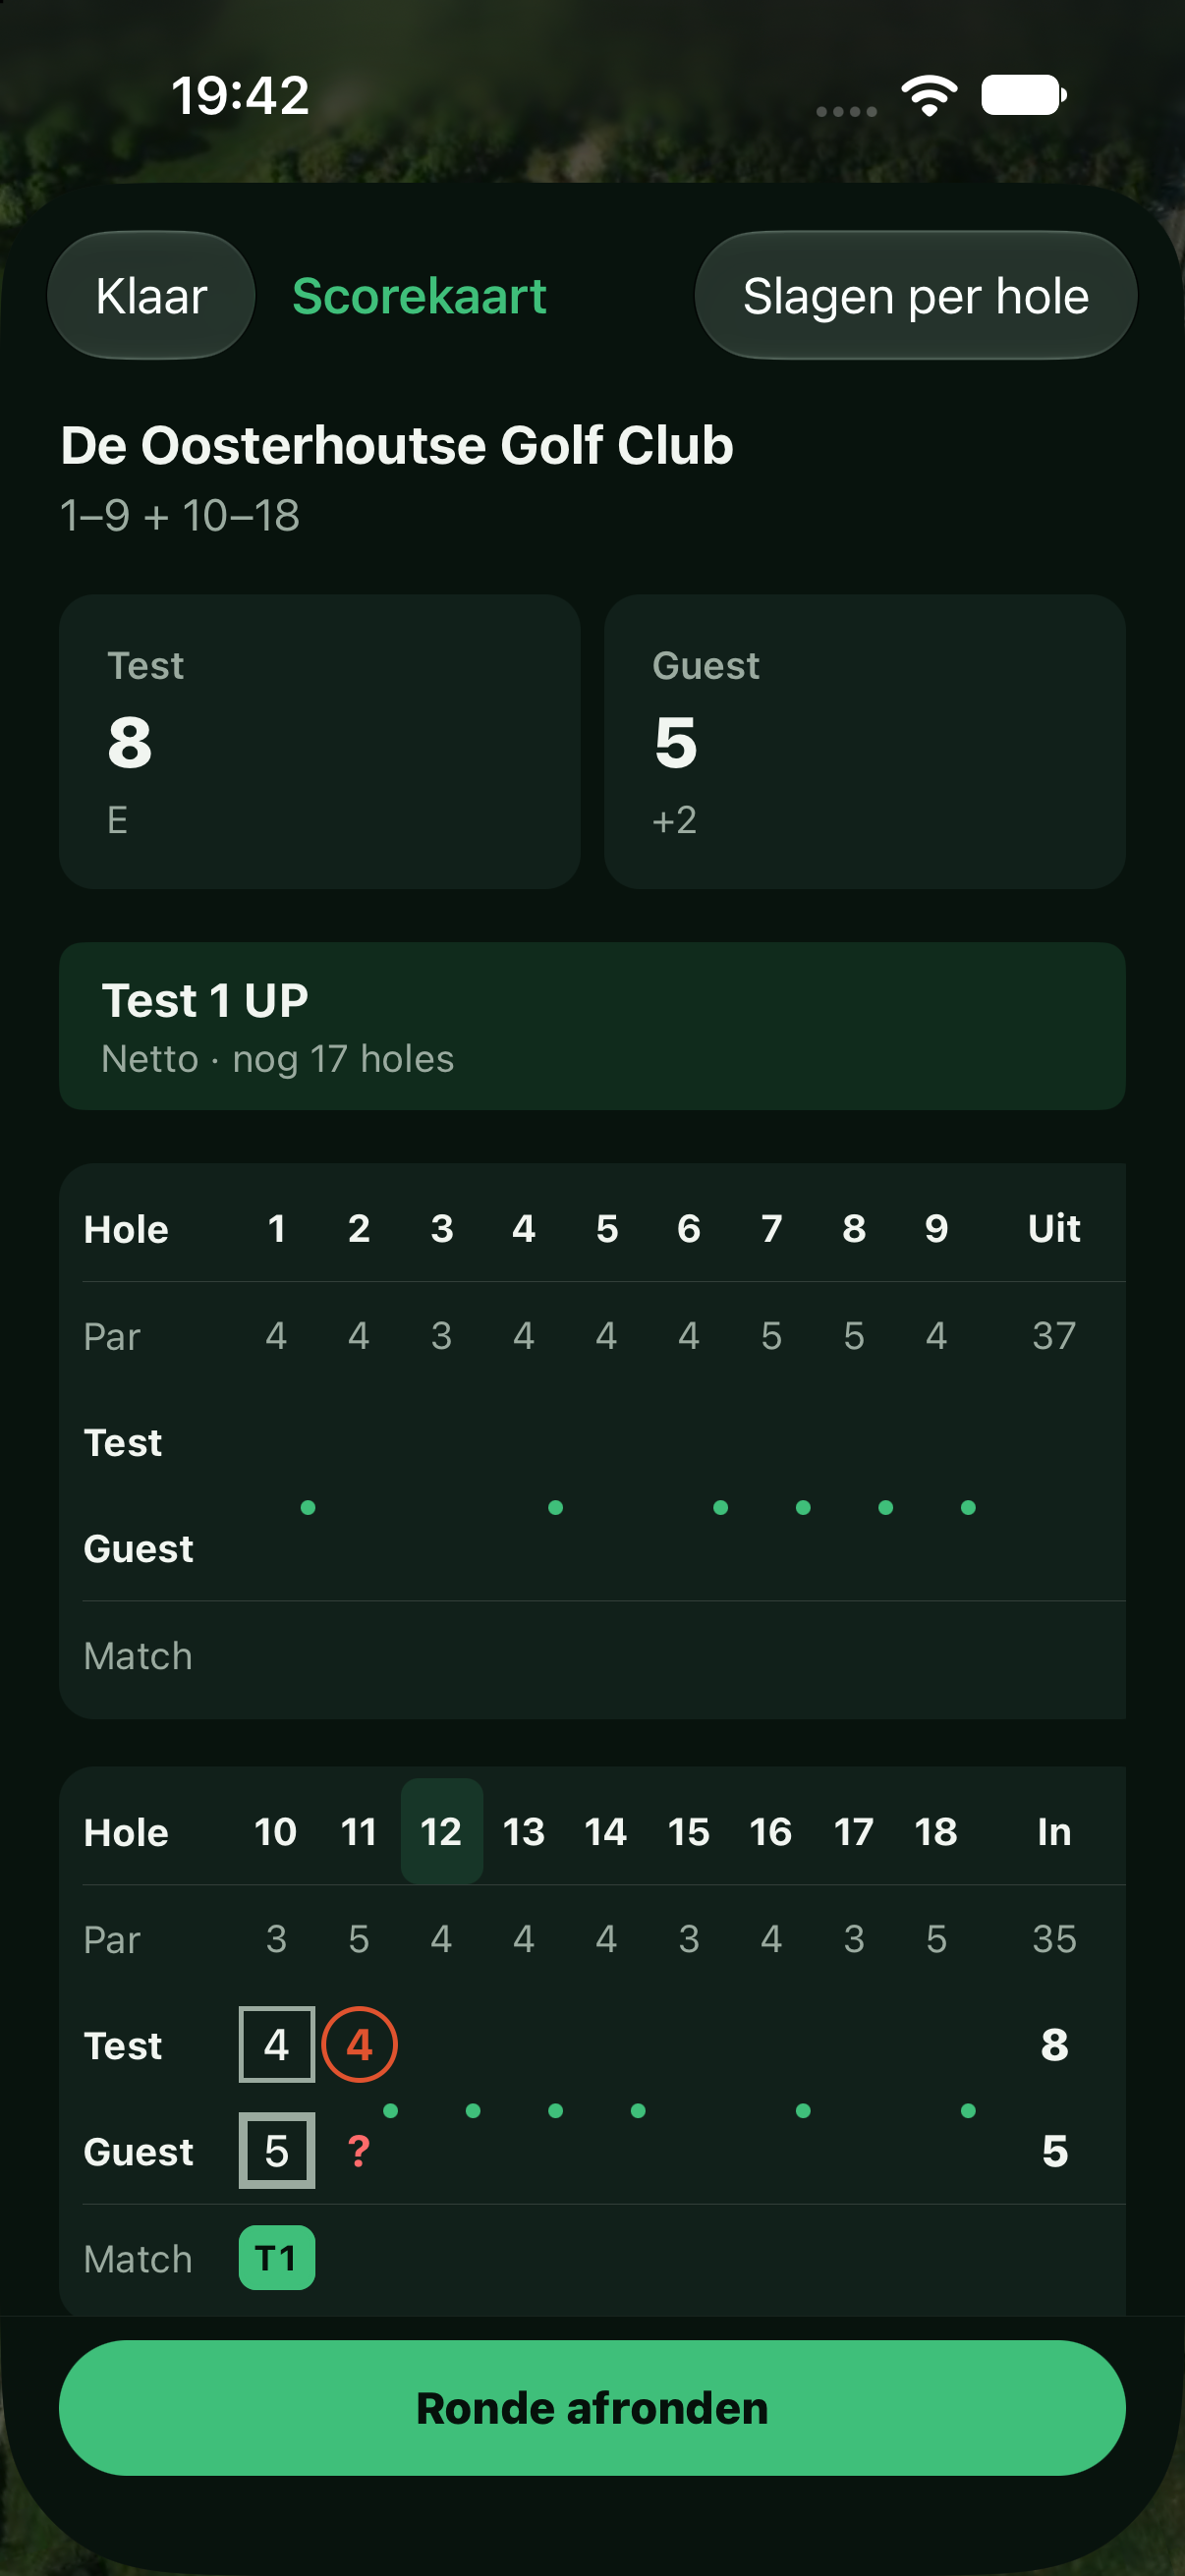 19:42
Klaar Scorekaart Slagen per hole
De Oosterhoutse Golf Club
1–9 + 10–18
Test Guest
8 5
E +2
Test 1 UP
Netto · nog 17 holes
Hole 1 2 3 4 5 6 7 8 9 Uit
Par 4 4 3 4 4 4 5 5 4 37
Test
Guest
Match
Hole 10 11 12 13 14 15 16 17 18 In
Par 3 5 4 4 4 3 4 3 5 35
Test 4 4 8
Guest 5 ? 5
Match T1
Ronde afronden